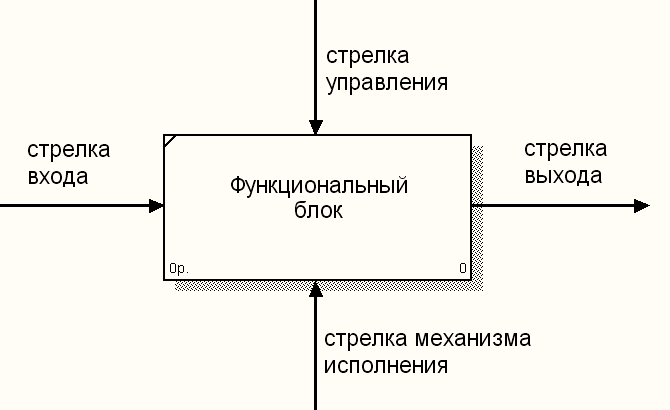 стрелка
управления
стрелка
входа
стрелка
выхода
Функциональный
блок
0р.
0
стрелка механизма
исполнения